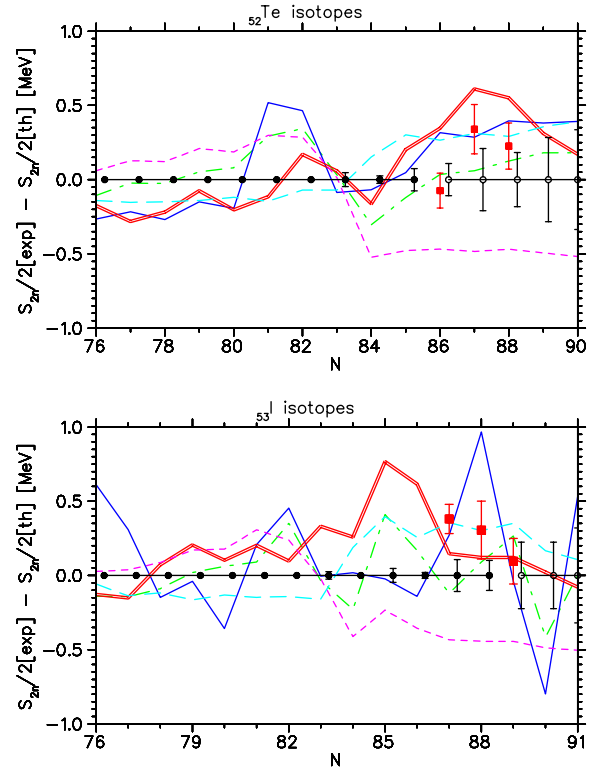 ₅₂Te isotopes
S₂ₙ/2[exp] − S₂ₙ/2[th] [MeV]
1.0
0.5
0.0
−0.5
−1.0
76 78 80 82 84 86 88 90
N
₅₃I isotopes
S₂ₙ/2[exp] − S₂ₙ/2[th] [MeV]
1.0
0.5
0.0
−0.5
−1.0
76 79 82 85 88 91
N